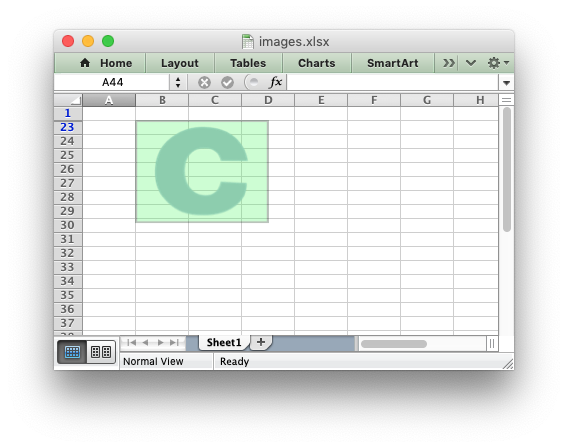 images.xlsx
Home Layout Tables Charts SmartArt
A44 fx
A B C D E F G H
1
23
24
25
26
27
28
29
30
31
32
33
34
35
36
37
C
Sheet1
Normal View Ready